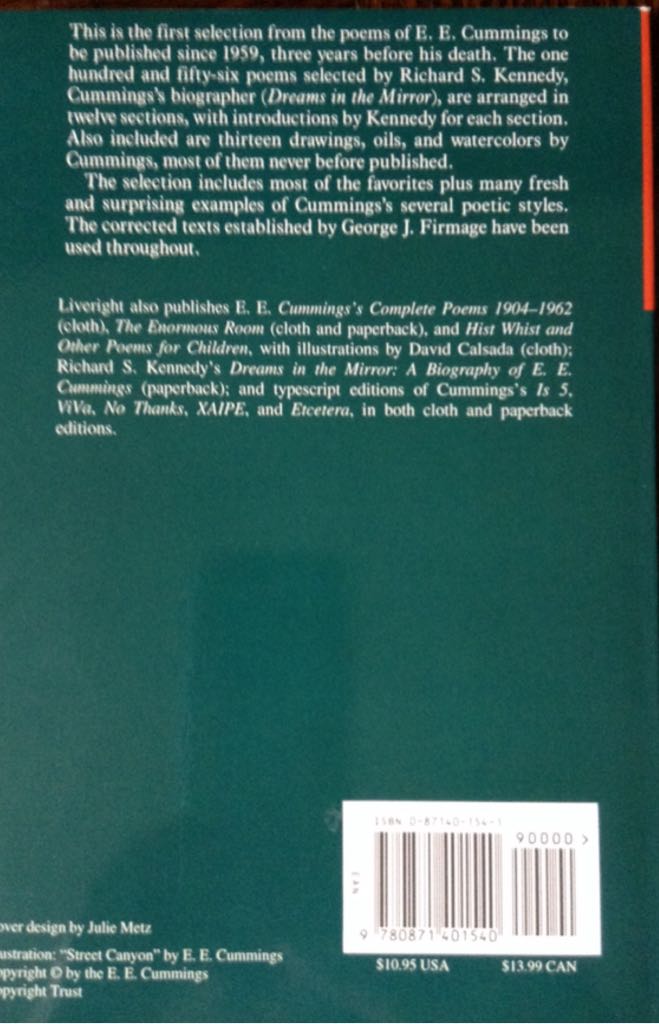 This is the first selection from the poems of E. E. Cummings to
be published since 1959, three years before his death. The one
hundred and fifty-six poems selected by Richard S. Kennedy,
Cummings's biographer (Dreams in the Mirror), are arranged in
twelve sections, with introductions by Kennedy for each section.
Also included are thirteen drawings, oils, and watercolors by
Cummings, most of them never before published.
The selection includes most of the favorites plus many fresh
and surprising examples of Cummings's several poetic styles.
The corrected texts established by George J. Firmage have been
used throughout.
Liveright also publishes E. E. Cummings's Complete Poems 1904–1962
(cloth), The Enormous Room (cloth and paperback), and Hist Whist and
Other Poems for Children, with illustrations by David Calsada (cloth);
Richard S. Kennedy's Dreams in the Mirror: A Biography of E. E.
Cummings (paperback); and typescript editions of Cummings's Is 5,
ViVa, No Thanks, XAIPE, and Etcetera, in both cloth and paperback
editions.
ISBN 0-87140-154-1
90000 >
EAN
9 780871 401540
$10.95 USA $13.99 CAN
over design by Julie Metz
ustration: "Street Canyon" by E. E. Cummings
opyright © by the E. E. Cummings
opyright Trust